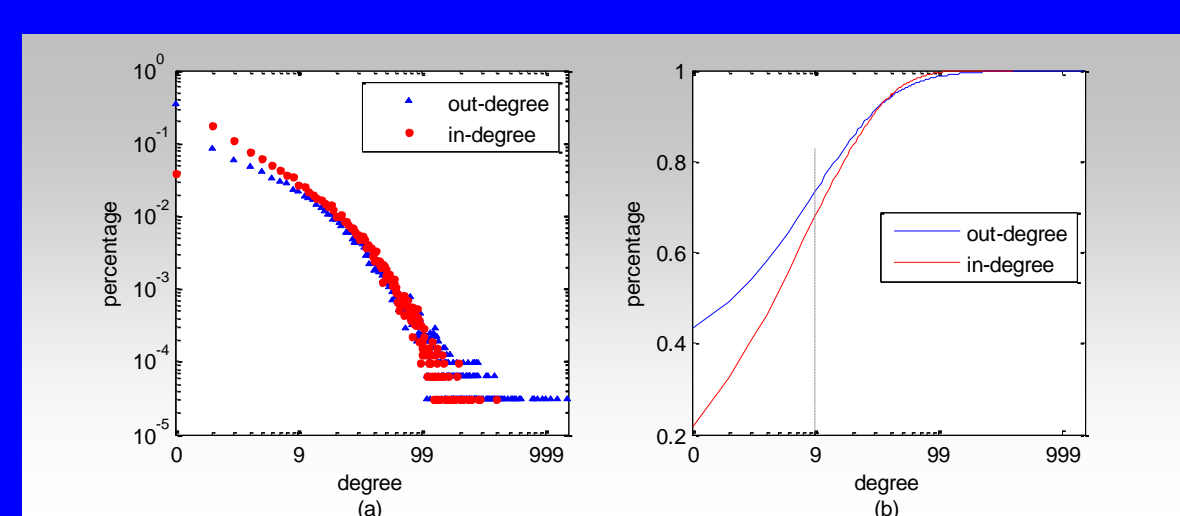 10^0
10^-1
10^-2
10^-3
10^-4
10^-5
percentage
out-degree
in-degree
0 9 99 999
degree
(a)
1
0.8
0.6
0.4
0.2
percentage
out-degree
in-degree
0 9 99 999
degree
(b)